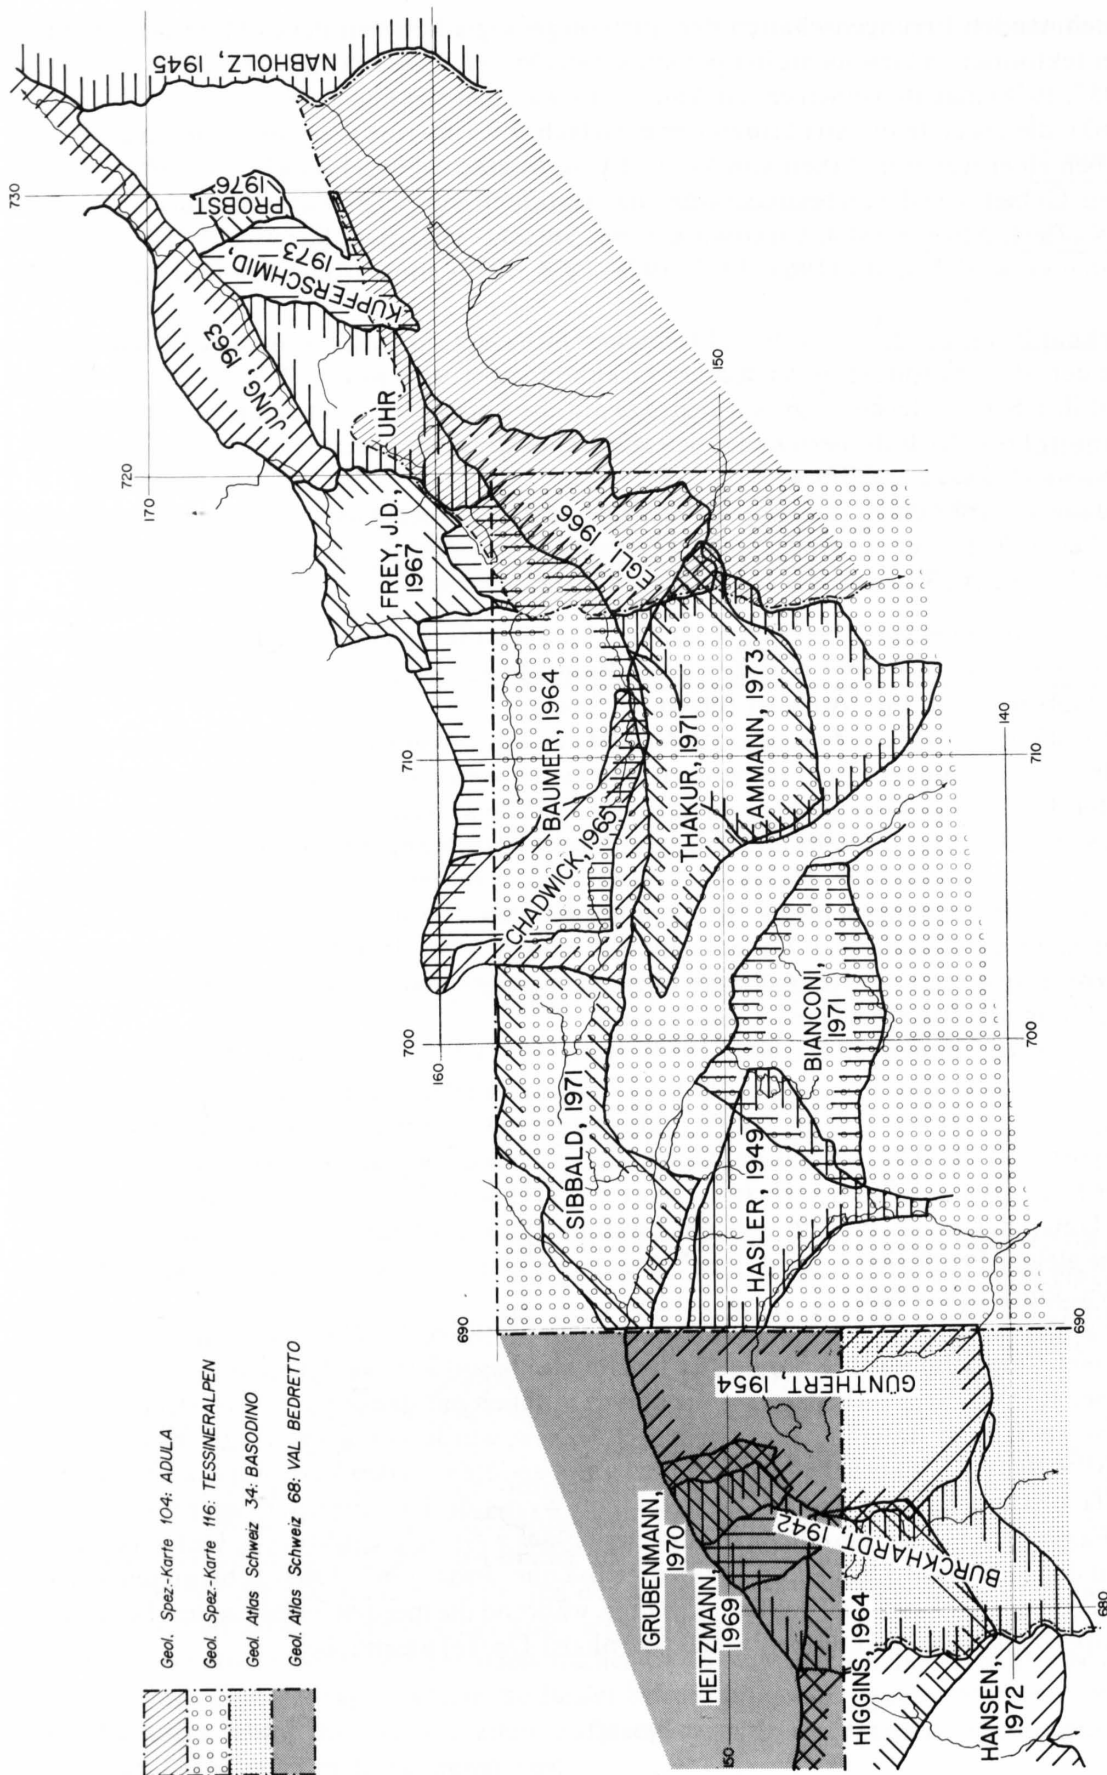 Geol. Spez.-Karte 104: ADULA
Geol. Spez.-Karte 116: TESSINERALPEN
Geol. Atlas Schweiz 34: BASODINO
Geol. Atlas Schweiz 68: VAL BEDRETTO
NABHOLZ, 1945
730
PROBST
1976
KUPFERSCHMID,
1973
JUNG, 1963
UHR
720
170
FREY, J.D.,
1967
150
EGLI, 1966
BAUMER, 1964
710
CHADWICK, 1965
THAKUR, 1971
AMMANN, 1973
140
710
700
160
SIBBALD, 1971
BIANCONI,
1971
700
HASLER, 1949
690
690
GÜNTHERT, 1954
GRUBENMANN,
1970
HEITZMANN,
1969
BURCKHARDT,
1942
HIGGINS, 1964
680
150
HANSEN,
1972